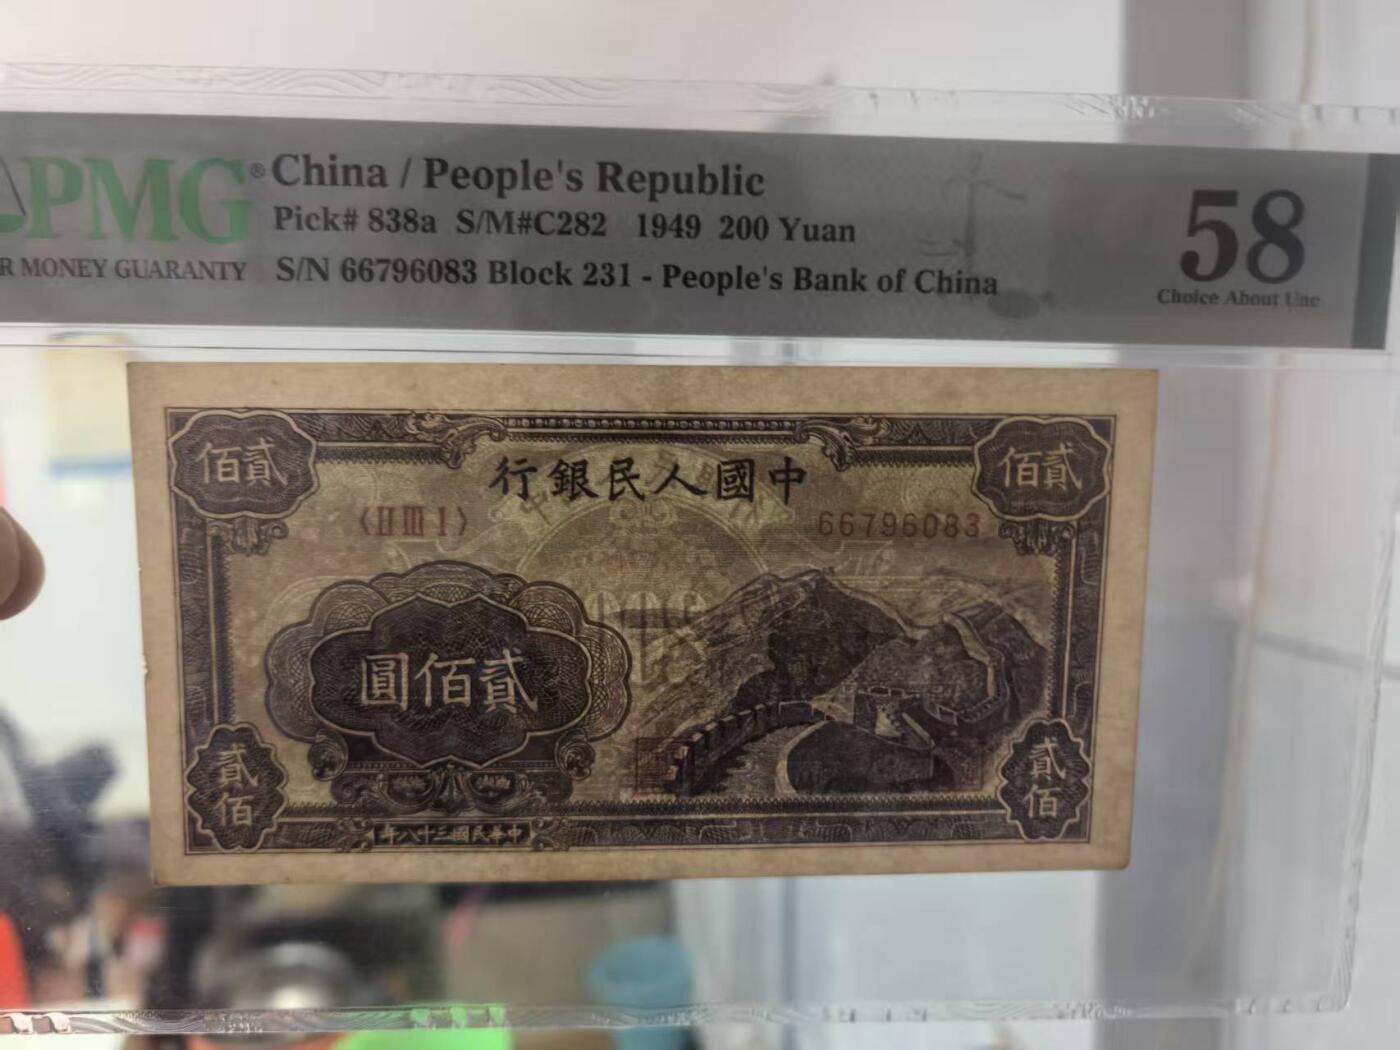 PMG® China / People's Republic
Pick# 838a S/M#C282 1949 200 Yuan
R MONEY GUARANTY S/N 66796083 Block 231 - People's Bank of China
58
Choice About Unc
行銀民人國中
佰貳
佰貳
〈II III I〉 66796083
200
圓佰貳
貳佰
貳佰
年八十三國民華中